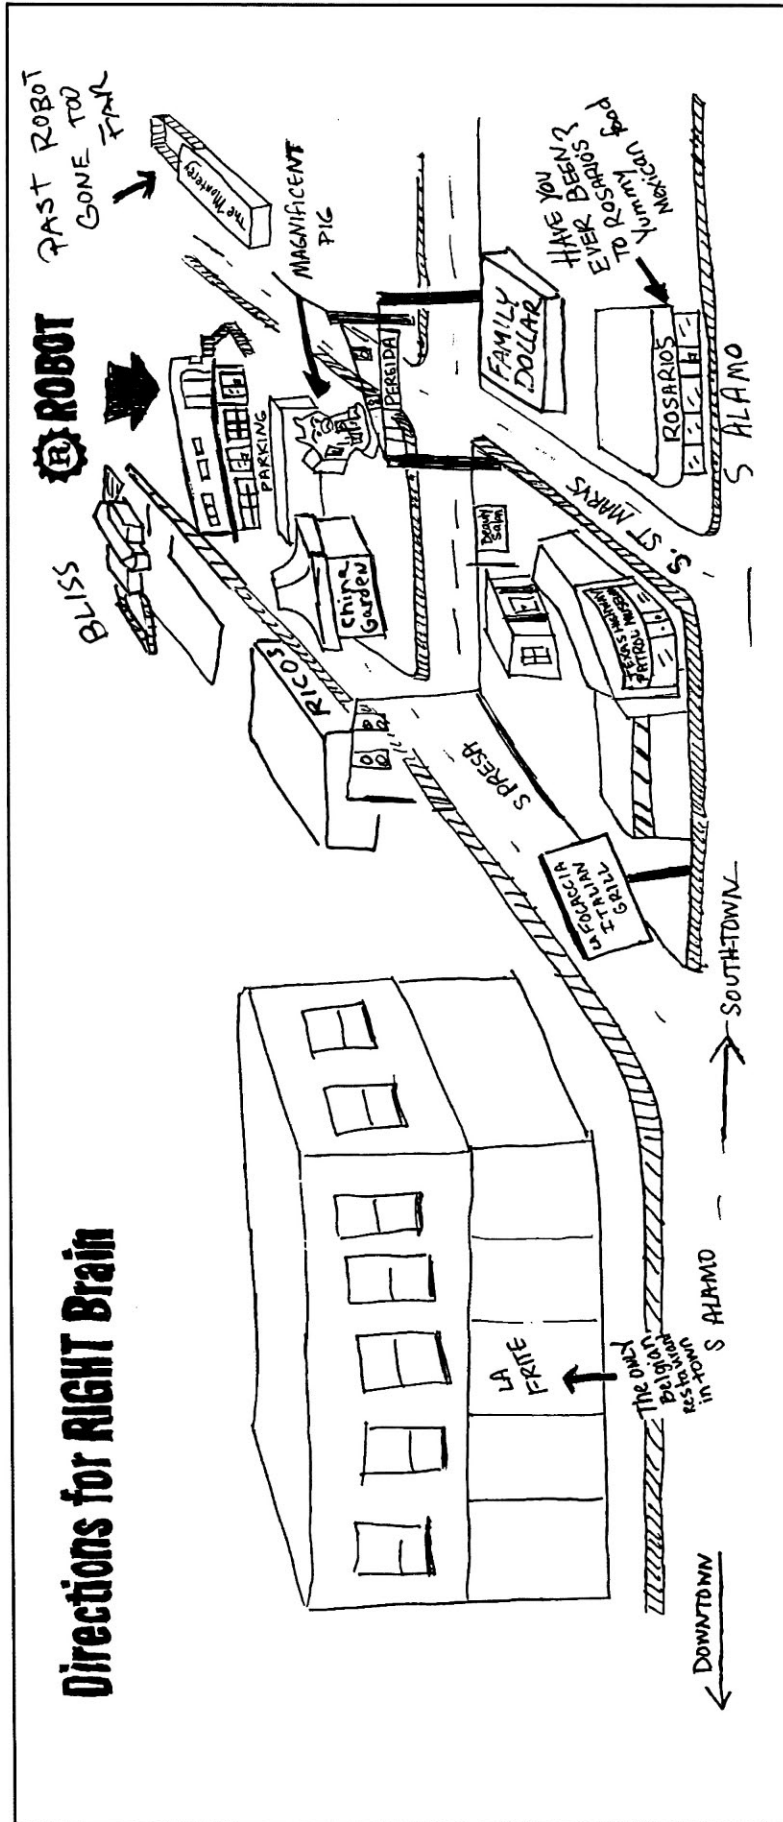 Directions for RIGHT Brain
BLISS
R ROBOT
PAST ROBOT
GONE TOO
FAR
The Monterey
PARKING
MAGNIFICENT
PIG
RICOS
China
Garden
PEREIDA
S PRESA
Beauty
Salon
FAMILY
DOLLAR
HAVE YOU
EVER BEEN?
TO ROSARIOS
Yummy
Mexican food
LA FOCACCIA
ITALIAN
GRILL
TEXAS HIGHWAY
PATROL MUSEUM
S. ST MARYS
ROSARIOS
LA
FRITE
The ONLY
Belgian
restaurant
in town
S ALAMO
DOWNTOWN
S ALAMO
SOUTHTOWN